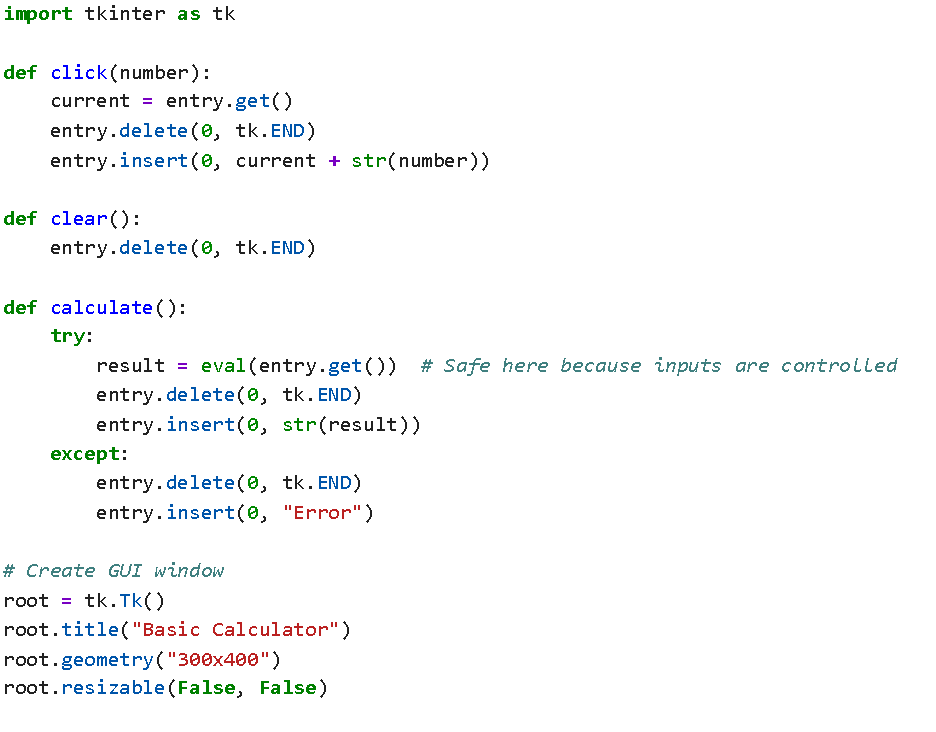 import tkinter as tk
def click(number):
    current = entry.get()
    entry.delete(0, tk.END)
    entry.insert(0, current + str(number))
def clear():
    entry.delete(0, tk.END)
def calculate():
    try:
        result = eval(entry.get())  # Safe here because inputs are controlled
        entry.delete(0, tk.END)
        entry.insert(0, str(result))
    except:
        entry.delete(0, tk.END)
        entry.insert(0, "Error")
# Create GUI window
root = tk.Tk()
root.title("Basic Calculator")
root.geometry("300x400")
root.resizable(False, False)